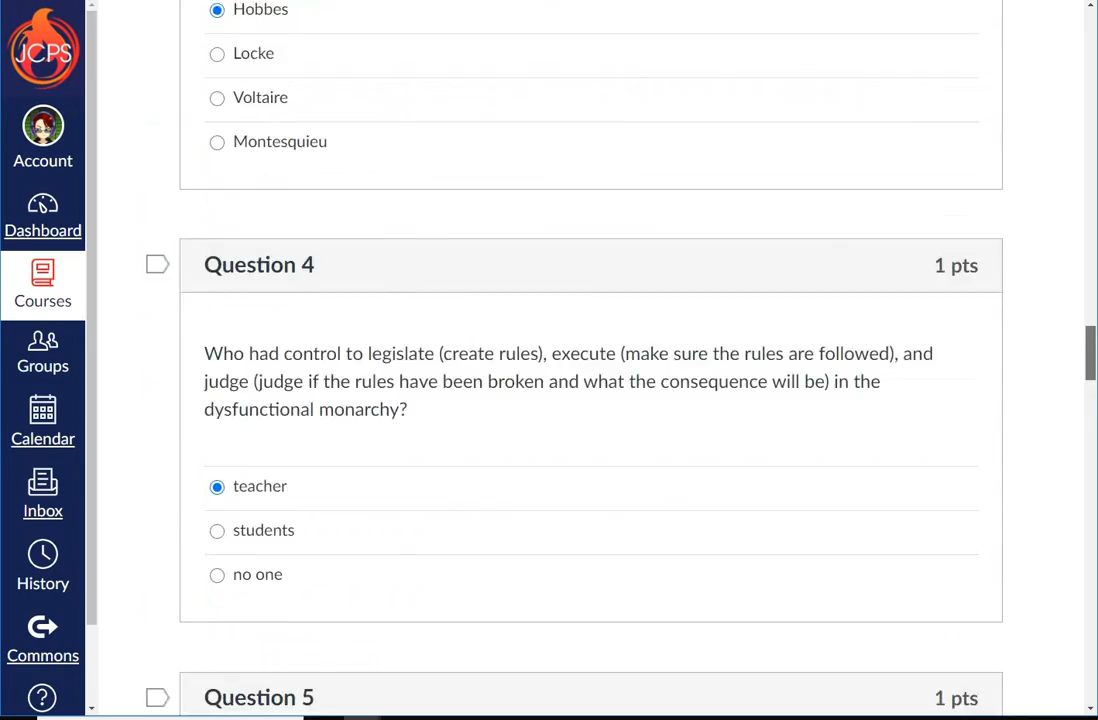 JCPS
Account
Dashboard
Courses
Groups
Calendar
Inbox
History
Commons
?
Hobbes
Locke
Voltaire
Montesquieu
Question 4
1 pts
Who had control to legislate (create rules), execute (make sure the rules are followed), and
judge (judge if the rules have been broken and what the consequence will be) in the
dysfunctional monarchy?
teacher
students
no one
Question 5
1 pts